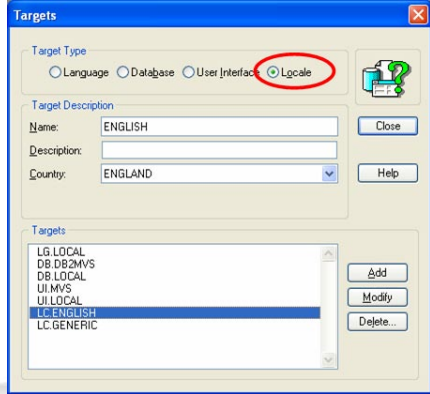 Targets
Target Type
Language Database User Interface Locale
Target Description
Name: ENGLISH
Close
Description:
Country: ENGLAND
Help
Targets
LG.LOCAL
DB.DB2MVS
DB.LOCAL
UI.MVS
UI.LOCAL
LC.ENGLISH
LC.GENERIC
Add
Modify
Delete...